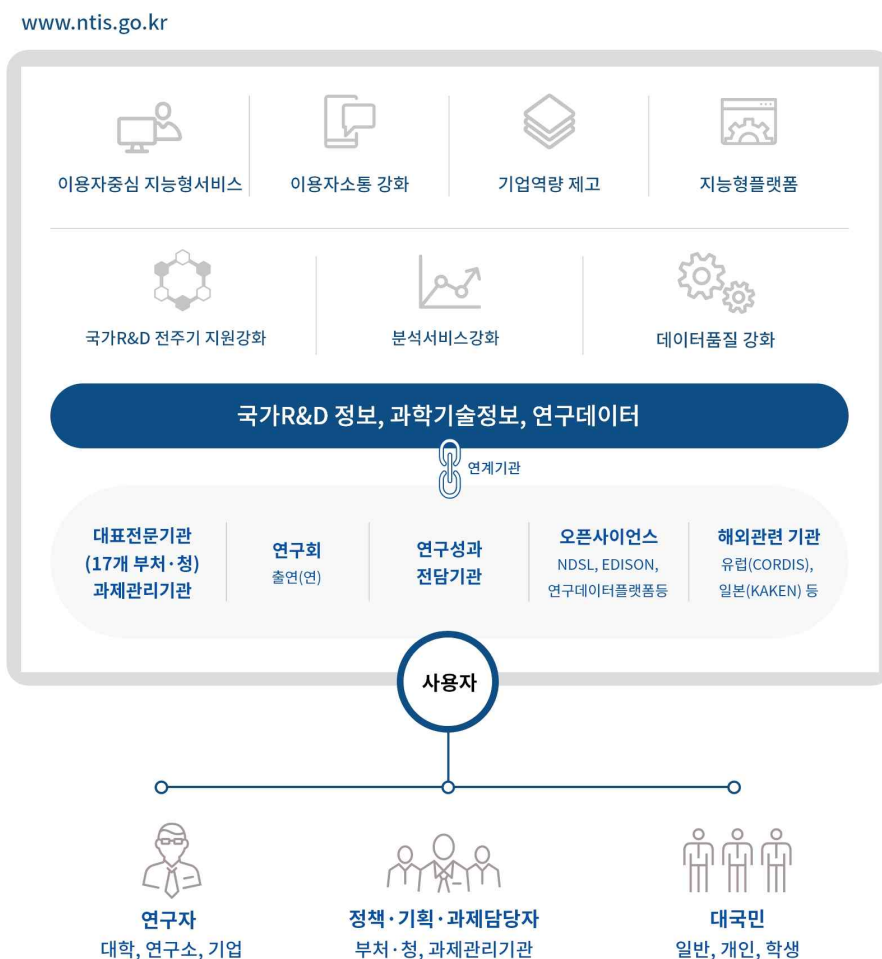 www.ntis.go.kr
이용자중심 지능형서비스
이용자소통 강화
기업역량 제고
지능형플랫폼
국가R&D 전주기 지원강화
분석서비스강화
데이터품질 강화
국가R&D 정보, 과학기술정보, 연구데이터
연계기관
대표전문기관
(17개 부처·청)
과제관리기관
연구회
출연(연)
연구성과
전담기관
오픈사이언스
NDSL, EDISON,
연구데이터플랫폼등
해외관련 기관
유럽(CORDIS),
일본(KAKEN) 등
사용자
연구자
대학, 연구소, 기업
정책·기획·과제담당자
부처·청, 과제관리기관
대국민
일반, 개인, 학생